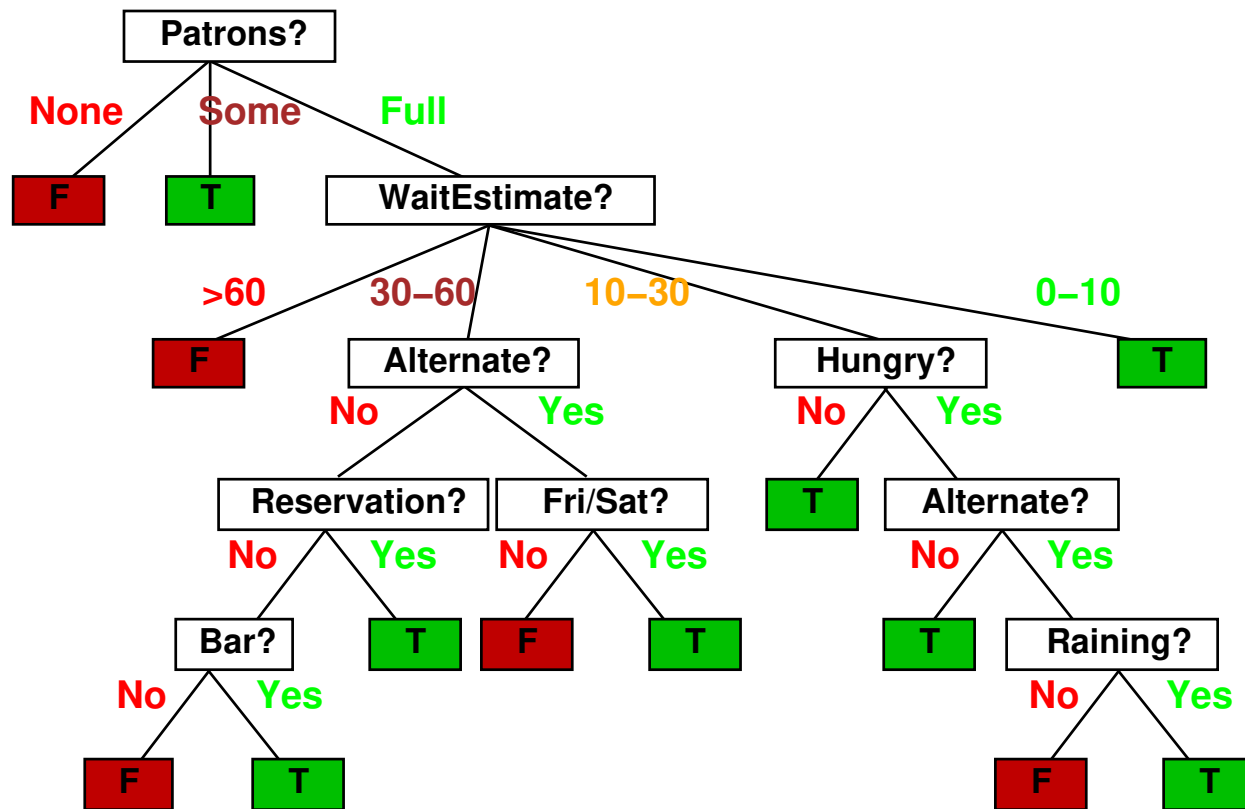 Patrons?
None Some Full
F T WaitEstimate?
>60 30–60 10–30 0–10
F Alternate? Hungry? T
No Yes No Yes
Reservation? Fri/Sat? T Alternate?
No Yes No Yes No Yes
Bar? T F T T Raining?
No Yes No Yes
F T F T